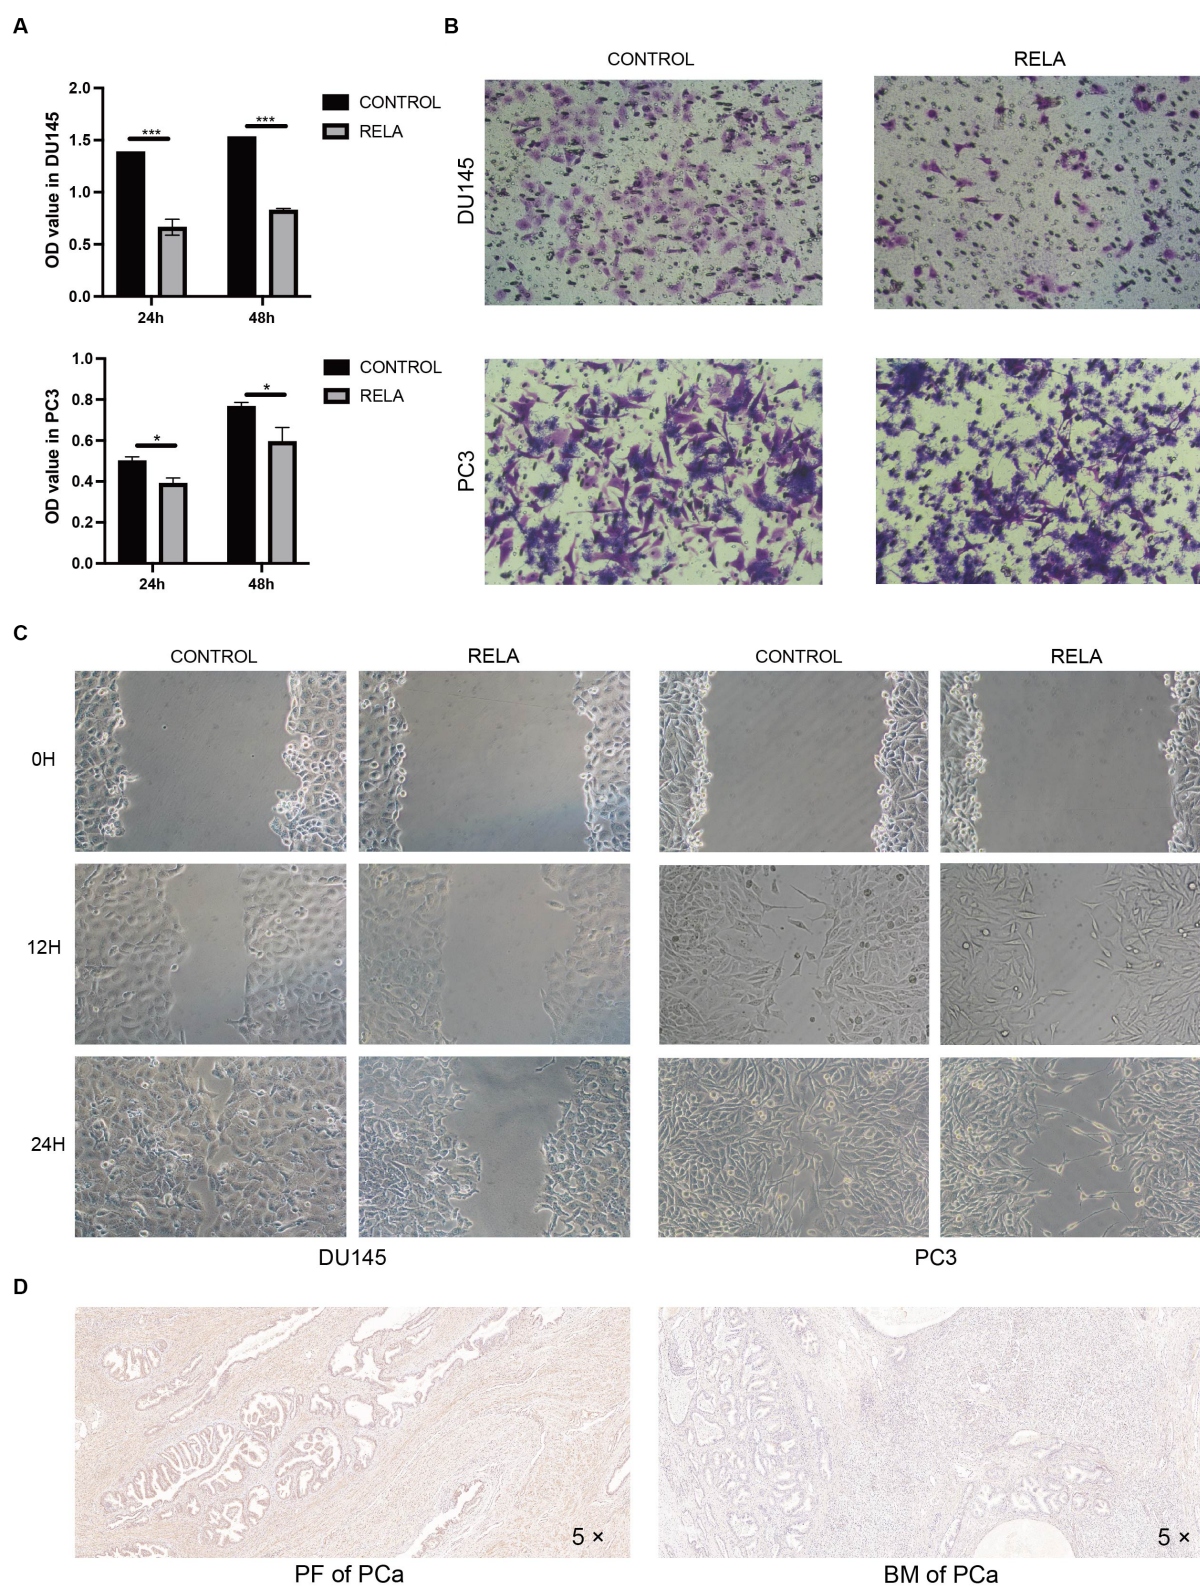 A
2.0
1.5
1.0
0.5
0.0
OD value in DU145
***
***
24h
48h
CONTROL
RELA
1.0
0.8
0.6
0.4
0.2
0.0
OD value in PC3
*
*
24h
48h
CONTROL
RELA
B
CONTROL
RELA
DU145
PC3
C
CONTROL
RELA
CONTROL
RELA
0H
12H
24H
DU145
PC3
D
5 ×
5 ×
PF of PCa
BM of PCa